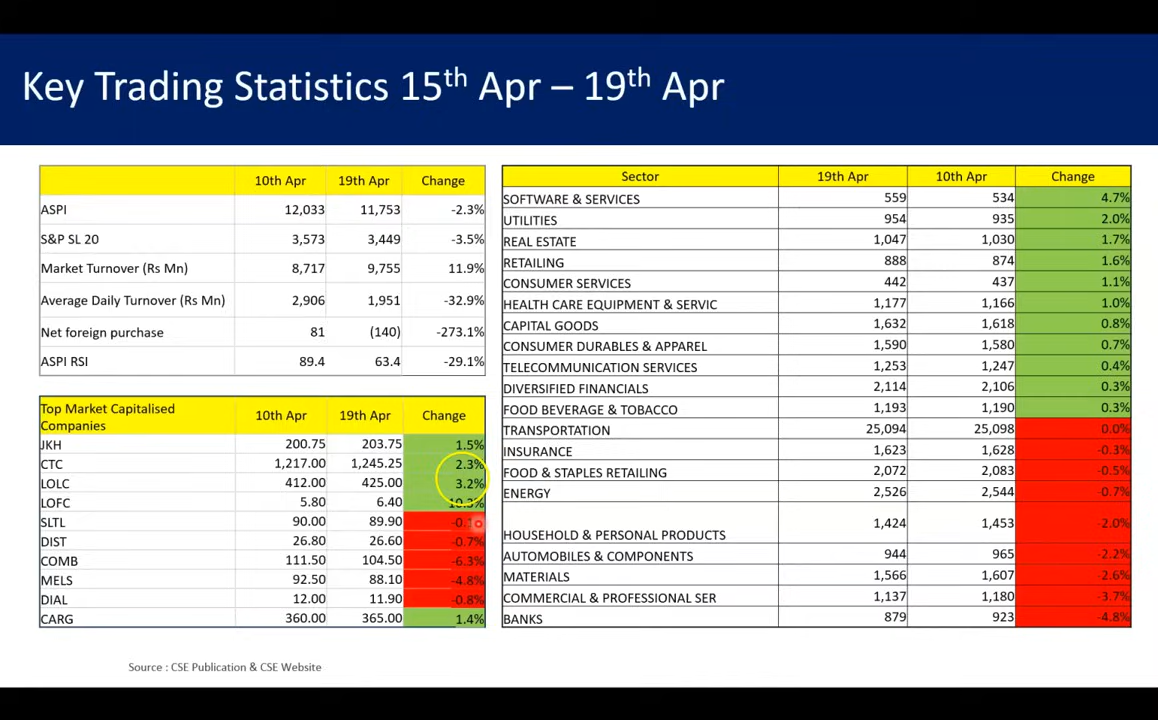 Key Trading Statistics 15th Apr – 19th Apr
10th Apr 19th Apr Change
ASPI 12,033 11,753 -2.3%
S&P SL 20 3,573 3,449 -3.5%
Market Turnover (Rs Mn) 8,717 9,755 11.9%
Average Daily Turnover (Rs Mn) 2,906 1,951 -32.9%
Net foreign purchase 81 (140) -273.1%
ASPI RSI 89.4 63.4 -29.1%
Top Market Capitalised
Companies 10th Apr 19th Apr Change
JKH 200.75 203.75 1.5%
CTC 1,217.00 1,245.25 2.3%
LOLC 412.00 425.00 3.2%
LOFC 5.80 6.40 10.3%
SLTL 90.00 89.90
DIST 26.80 26.60 -0.7%
COMB 111.50 104.50 -6.3%
MELS 92.50 88.10 -4.8%
DIAL 12.00 11.90 -0.8%
CARG 360.00 365.00 1.4%
Sector 19th Apr 10th Apr Change
SOFTWARE & SERVICES 559 534 4.7%
UTILITIES 954 935 2.0%
REAL ESTATE 1,047 1,030 1.7%
RETAILING 888 874 1.6%
CONSUMER SERVICES 442 437 1.1%
HEALTH CARE EQUIPMENT & SERVIC 1,177 1,166 1.0%
CAPITAL GOODS 1,632 1,618 0.8%
CONSUMER DURABLES & APPAREL 1,590 1,580 0.7%
TELECOMMUNICATION SERVICES 1,253 1,247 0.4%
DIVERSIFIED FINANCIALS 2,114 2,106 0.3%
FOOD BEVERAGE & TOBACCO 1,193 1,190 0.3%
TRANSPORTATION 25,094 25,098 0.0%
INSURANCE 1,623 1,628 -0.3%
FOOD & STAPLES RETAILING 2,072 2,083 -0.5%
ENERGY 2,526 2,544 -0.7%
HOUSEHOLD & PERSONAL PRODUCTS 1,424 1,453 -2.0%
AUTOMOBILES & COMPONENTS 944 965 -2.2%
MATERIALS 1,566 1,607 -2.6%
COMMERCIAL & PROFESSIONAL SER 1,137 1,180 -3.7%
BANKS 879 923 -4.8%
Source : CSE Publication & CSE Website